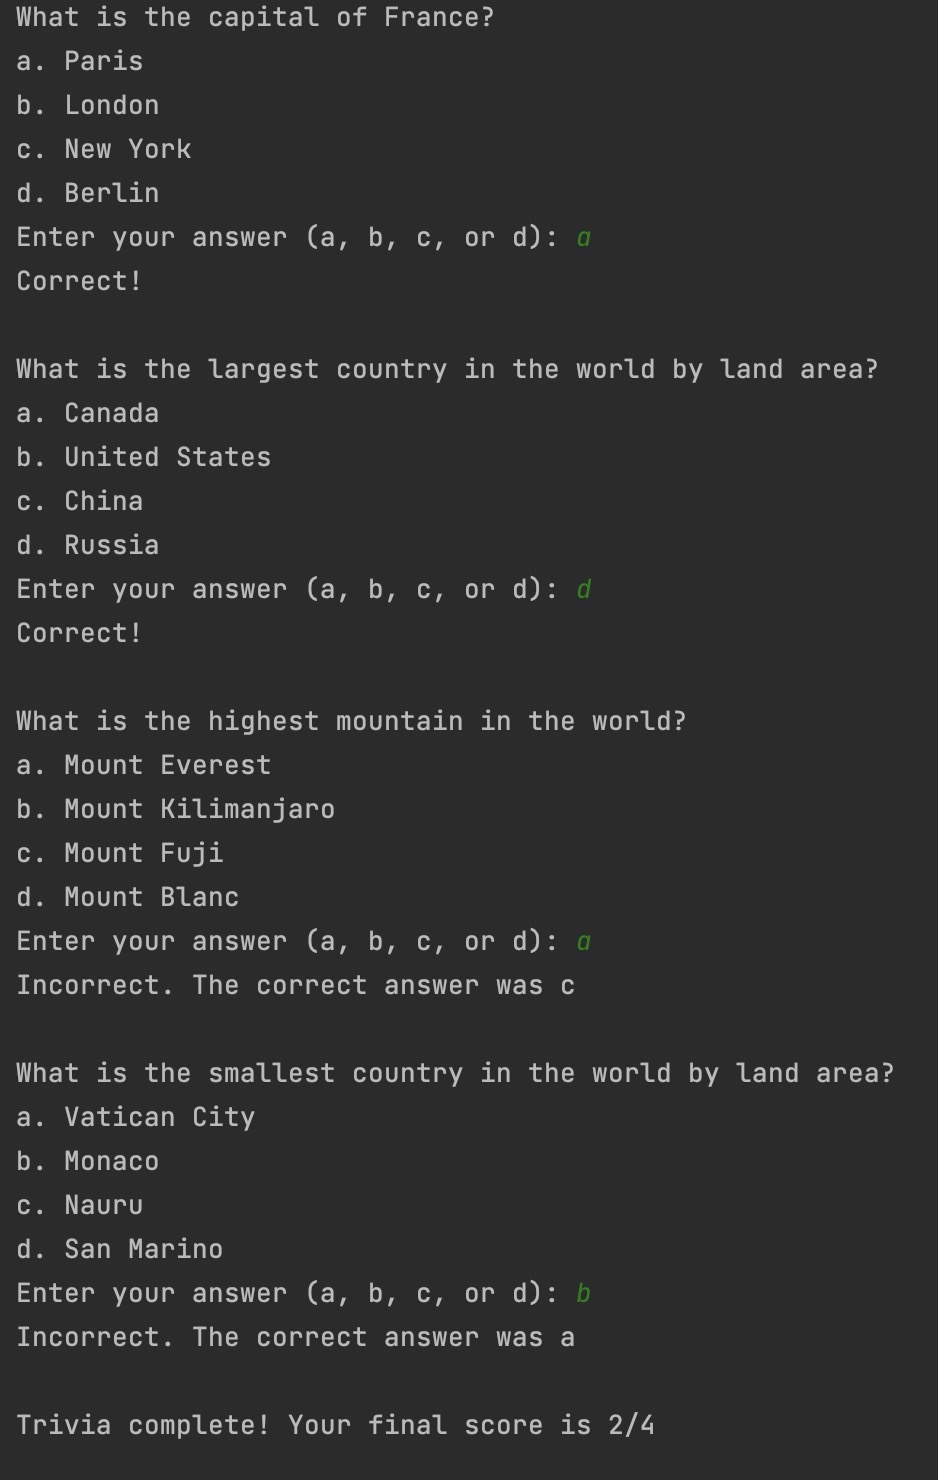 What is the capital of France?
a. Paris
b. London
c. New York
d. Berlin
Enter your answer (a, b, c, or d): a
Correct!

What is the largest country in the world by land area?
a. Canada
b. United States
c. China
d. Russia
Enter your answer (a, b, c, or d): d
Correct!

What is the highest mountain in the world?
a. Mount Everest
b. Mount Kilimanjaro
c. Mount Fuji
d. Mount Blanc
Enter your answer (a, b, c, or d): a
Incorrect. The correct answer was c

What is the smallest country in the world by land area?
a. Vatican City
b. Monaco
c. Nauru
d. San Marino
Enter your answer (a, b, c, or d): b
Incorrect. The correct answer was a

Trivia complete! Your final score is 2/4